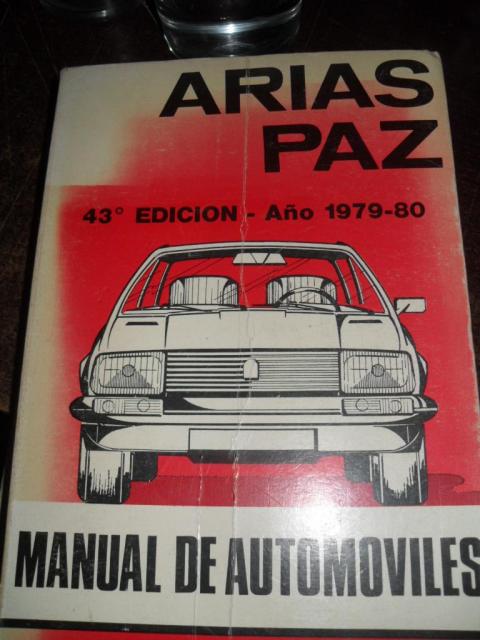 ARIAS
PAZ
43° EDICION - Año 1979-80
MANUAL DE AUTOMOVILES